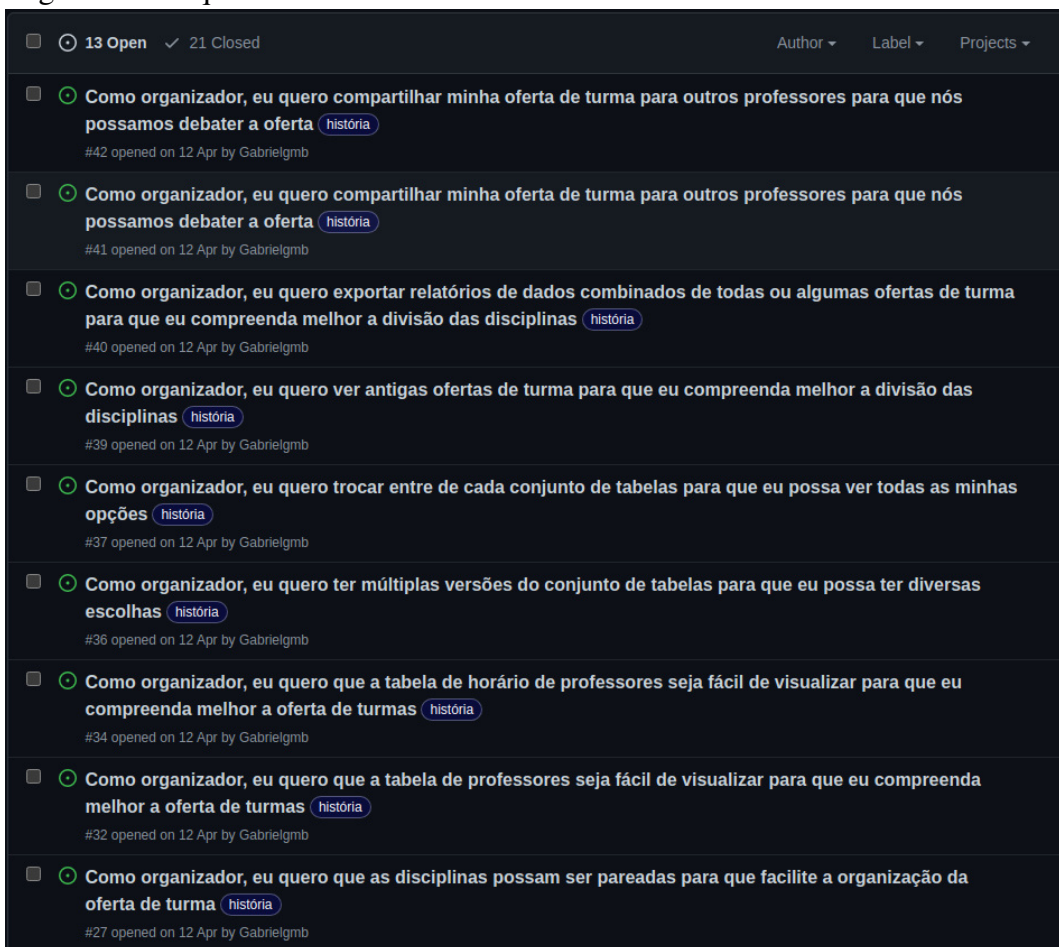 13 Open 21 Closed Author Label Projects
Como organizador, eu quero compartilhar minha oferta de turma para outros professores para que nós
possamos debater a oferta história
#42 opened on 12 Apr by Gabrielgmb
Como organizador, eu quero compartilhar minha oferta de turma para outros professores para que nós
possamos debater a oferta história
#41 opened on 12 Apr by Gabrielgmb
Como organizador, eu quero exportar relatórios de dados combinados de todas ou algumas ofertas de turma
para que eu compreenda melhor a divisão das disciplinas história
#40 opened on 12 Apr by Gabrielgmb
Como organizador, eu quero ver antigas ofertas de turma para que eu compreenda melhor a divisão das
disciplinas história
#39 opened on 12 Apr by Gabrielgmb
Como organizador, eu quero trocar entre de cada conjunto de tabelas para que eu possa ver todas as minhas
opções história
#37 opened on 12 Apr by Gabrielgmb
Como organizador, eu quero ter múltiplas versões do conjunto de tabelas para que eu possa ter diversas
escolhas história
#36 opened on 12 Apr by Gabrielgmb
Como organizador, eu quero que a tabela de horário de professores seja fácil de visualizar para que eu
compreenda melhor a oferta de turmas história
#34 opened on 12 Apr by Gabrielgmb
Como organizador, eu quero que a tabela de professores seja fácil de visualizar para que eu compreenda
melhor a oferta de turmas história
#32 opened on 12 Apr by Gabrielgmb
Como organizador, eu quero que as disciplinas possam ser pareadas para que facilite a organização da
oferta de turma história
#27 opened on 12 Apr by Gabrielgmb